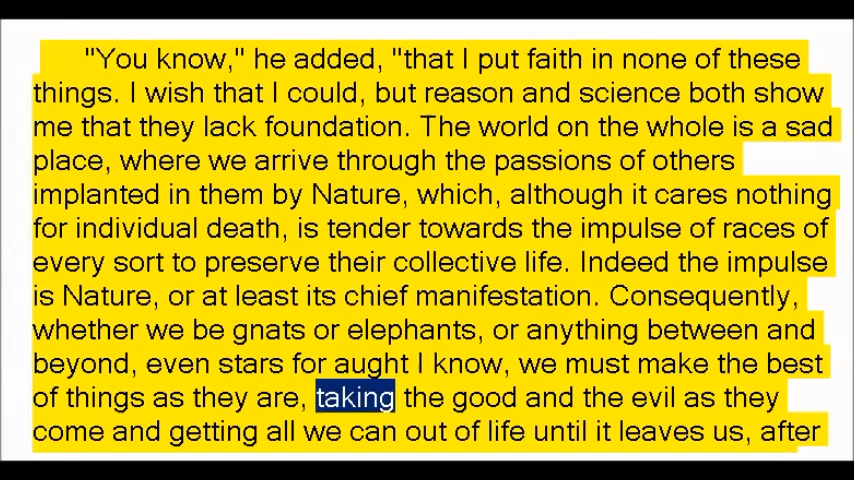 "You know," he added, "that I put faith in none of these
things. I wish that I could, but reason and science both show
me that they lack foundation. The world on the whole is a sad
place, where we arrive through the passions of others
implanted in them by Nature, which, although it cares nothing
for individual death, is tender towards the impulse of races of
every sort to preserve their collective life. Indeed the impulse
is Nature, or at least its chief manifestation. Consequently,
whether we be gnats or elephants, or anything between and
beyond, even stars for aught I know, we must make the best
of things as they are, taking the good and the evil as they
come and getting all we can out of life until it leaves us, after